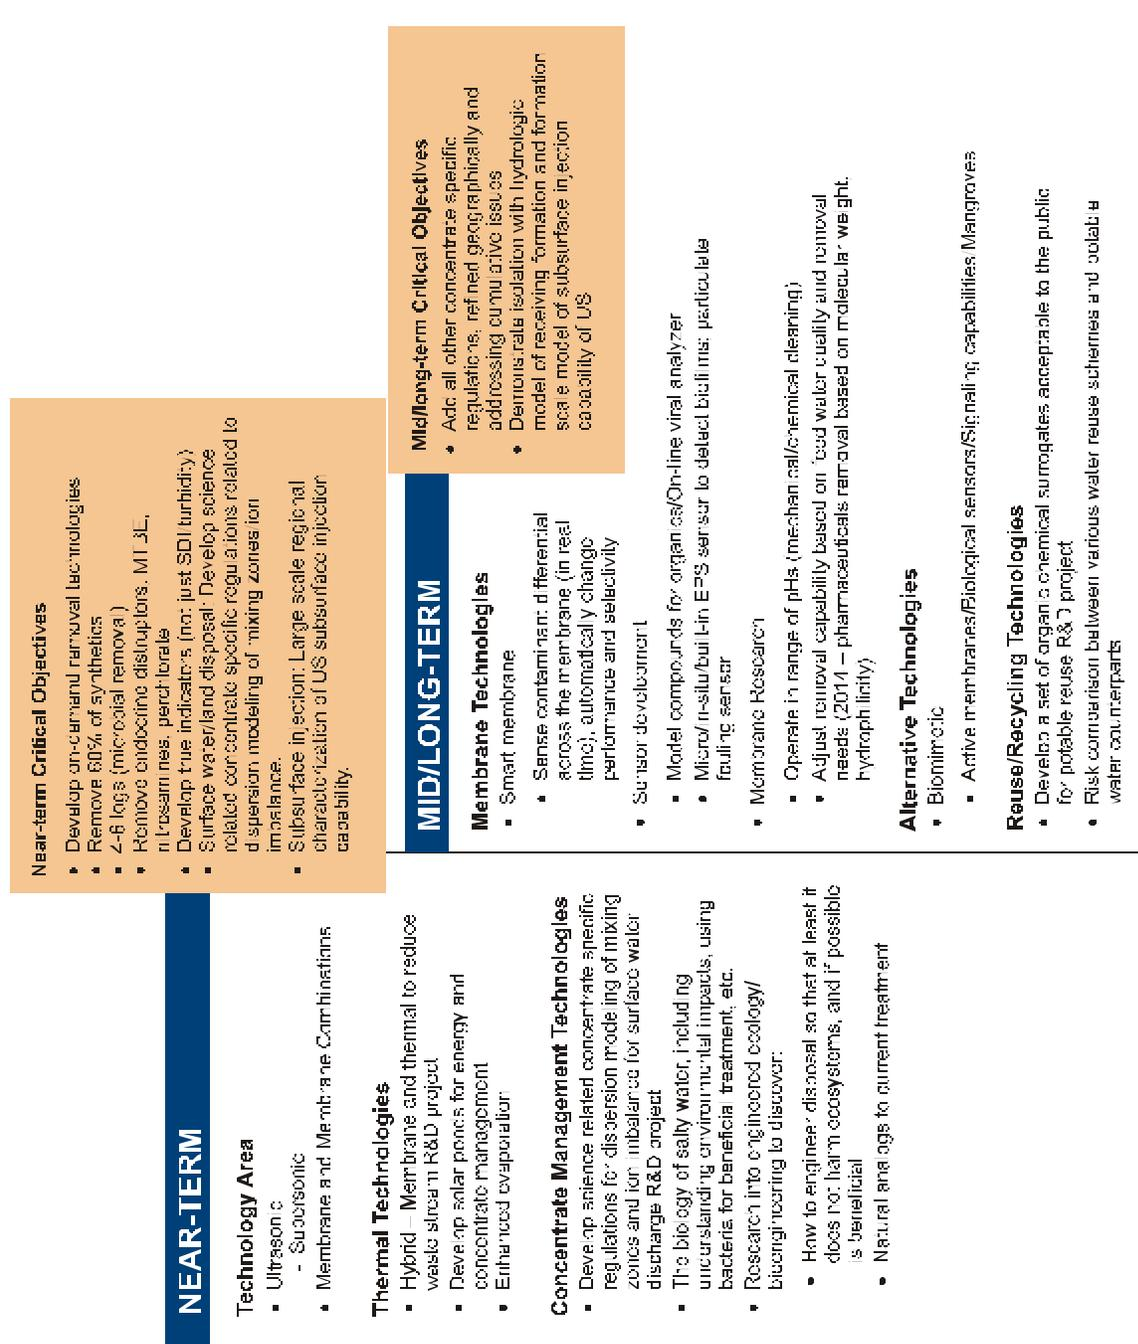 NEAR-TERM
Near-term Critical Objectives
• Develop on-demand removal technologies
• Remove 60% of synthetics
• 4-6 logs (microbial removal)
• Remove endocrine disruptors, MTBE,
nitrosamines, perchlorate
• Develop true indicators (not just SDI/turbidity)
• Surface water/land disposal: Develop science
related concentrate specific regulations related to
dispersion modeling of mixing zones/ion
imbalance.
• Subsurface injection: Large scale regional
characterization of US subsurface injection
capability.
Technology Area
• Ultrasonic
- Supersonic
• Membrane and Membrane Combinations
Thermal Technologies
• Hybrid – Membrane and thermal to reduce
waste stream R&D project
• Develop solar ponds for energy and
concentrate management
• Enhanced evaporation
Concentrate Management Technologies
• Develop science related concentrate specific
regulations for dispersion modeling of mixing
zones and ion imbalance for surface water
discharge R&D project
• The biology of salty water, including
understanding environmental impacts, using
bacteria for beneficial treatment, etc.
• Research into engineered ecology/
bioengineering to discover:
• How to engineer disposal so that at least it
does not harm ecosystems, and if possible
is beneficial
• Natural analogs to current treatment
MID/LONG-TERM
Mid/long-term Critical Objectives
• Add all other concentrate specific
regulations, refined geographically and
addressing cumulative issues
• Demonstrate isolation with hydrologic
model of receiving formation and formation
scale model of subsurface injection
capability of US
Membrane Technologies
• Smart membrane
• Sense contaminant differential
across the membrane (in real
time), automatically change
performance and selectivity
• Sensor development
• Model compounds for organics/On-line viral analyzer
• Micro/in-situ/built-in EPS sensor to detect biofilms; particulate
fouling sensor
• Membrane Research
• Operate in range of pHs (mechanical/chemical cleaning)
• Adjust removal capability based on feed water quality and removal
needs (2014 – pharmaceuticals removal based on molecular weight,
hydrophilicity)
Alternative Technologies
• Biomimetic
• Active membranes/Biological sensors/Signaling capabilities/Mangroves
Reuse/Recycling Technologies
• Develop a set of organic chemical surrogates acceptable to the public
for potable reuse R&D project
• Risk comparison between various water reuse schemes and potable
water counterparts